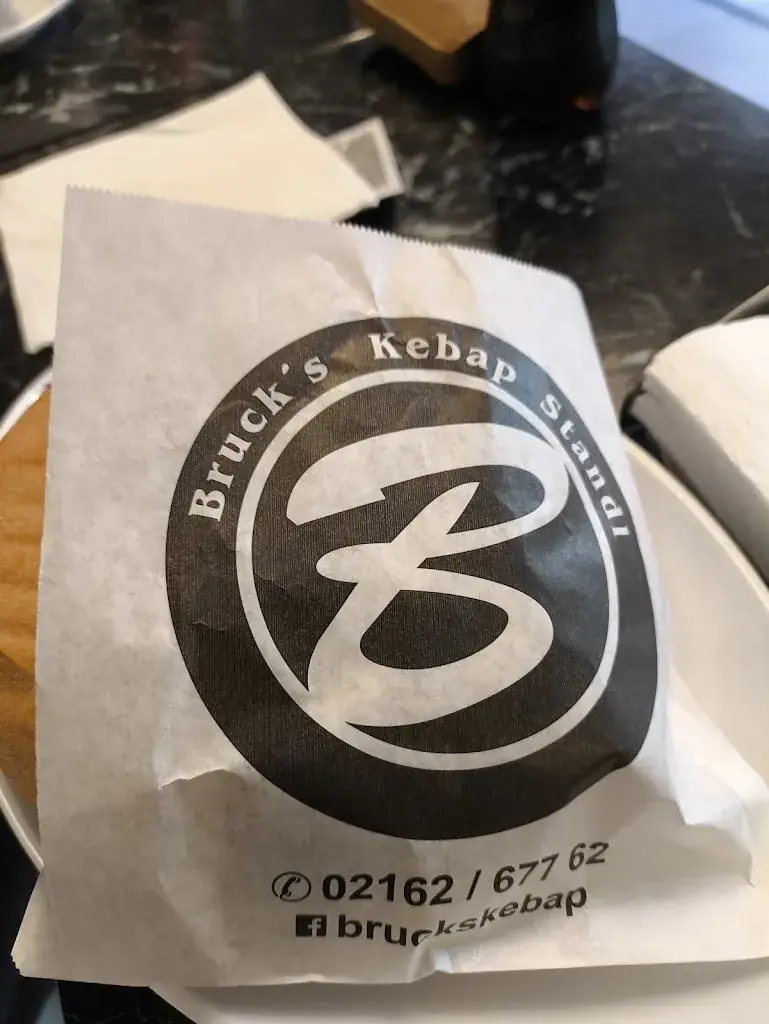 Bruck´s Kebap Standl
B
02162 / 677 62
bruckskebap